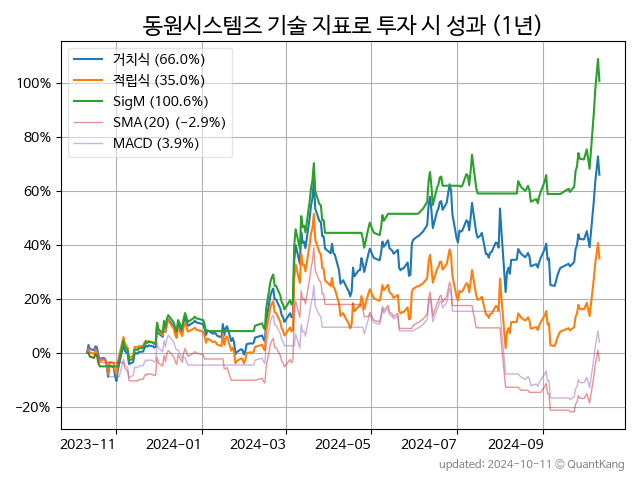 동원시스템즈 기술 지표로 투자 시 성과 (1년)
거치식 (66.0%)
적립식 (35.0%)
SigM (100.6%)
SMA(20) (−2.9%)
MACD (3.9%)
100%
80%
60%
40%
20%
0%
−20%
2023-11
2024-01
2024-03
2024-05
2024-07
2024-09
updated: 2024-10-11 © QuantKang